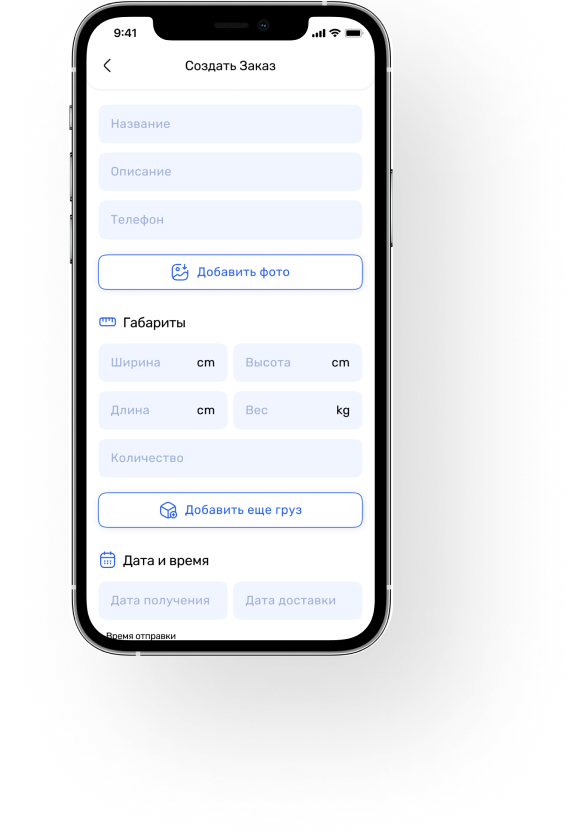 9:41
Создать Заказ
Название
Описание
Телефон
Добавить фото
Габариты
Ширина cm Высота cm
Длина cm Вес kg
Количество
Добавить еще груз
Дата и время
Дата получения Дата доставки
Время отправки